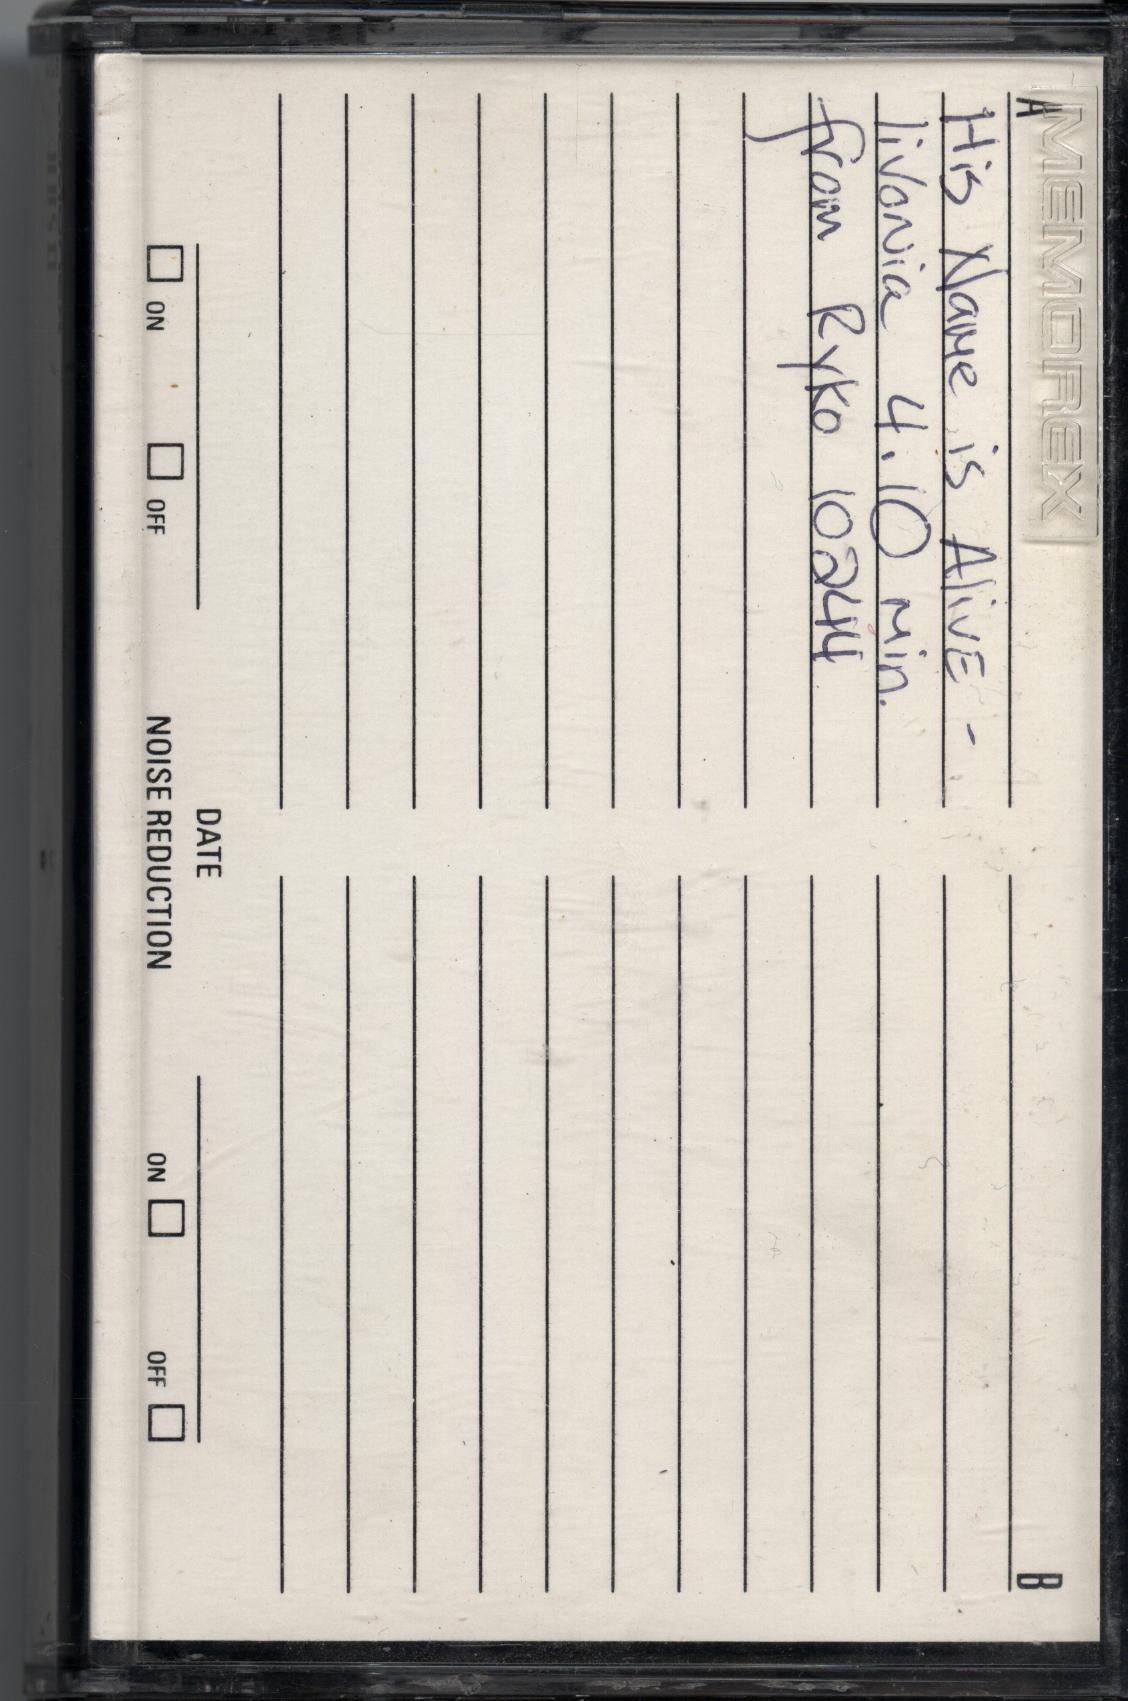 MEMOREX
A
B
His Name is AlivE -
livonia 4.10 min.
from Ryko 10244
DATE
NOISE REDUCTION
ON
OFF
ON
OFF